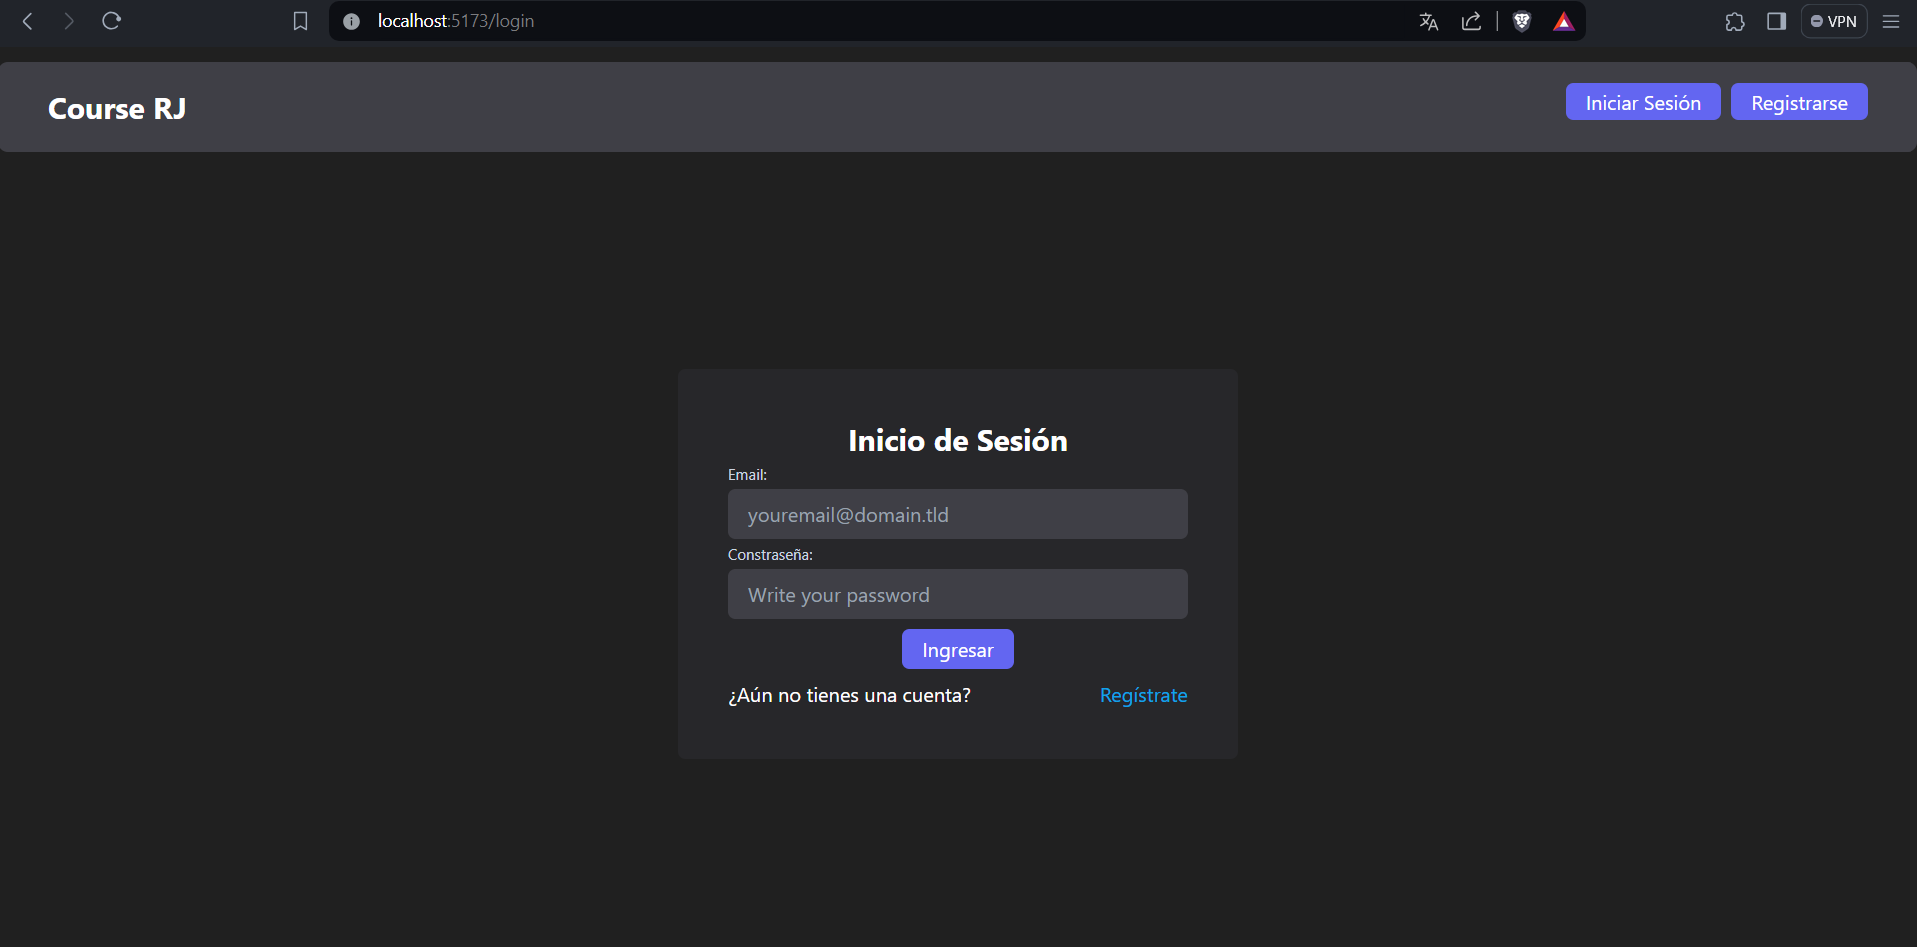 localhost:5173/login
VPN
Course RJ
Iniciar Sesión
Registrarse
Inicio de Sesión
Email:
youremail@domain.tld
Constraseña:
Write your password
Ingresar
¿Aún no tienes una cuenta? Regístrate